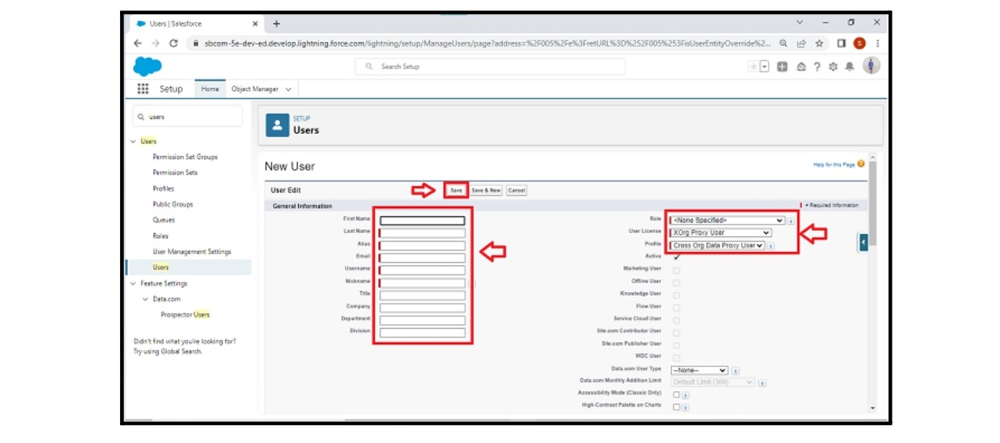 Users | Salesforce
sbcom-5e-dev-ed.develop.lightning.force.com/lightning/setup/ManageUsers/page?address=%2F005%2Fe%3FretURL%3D%252F005%253FisUserEntityOverride%2...
S
Search Setup
Setup Home Object Manager
users
SETUP
Users
Users
Permission Set Groups
Permission Sets
Profiles
Public Groups
Queues
Roles
User Management Settings
Users
Feature Settings
Data.com
Prospector Users
Didn't find what you're looking for?
Try using Global Search.
New User
Help for this Page
User Edit
Save Save & New Cancel
General Information
= Required Information
First Name
Last Name
Alias
Email
Username
Nickname
Title
Company
Department
Division
Role <None Specified>
User License XOrg Proxy User
Profile Cross Org Data Proxy User
Active
Marketing User
Offline User
Knowledge User
Flow User
Service Cloud User
Site.com Contributor User
Site.com Publisher User
WDC User
Data.com User Type --None--
Data.com Monthly Addition Limit Default Limit (300)
Accessibility Mode (Classic Only)
High-Contrast Palette on Charts